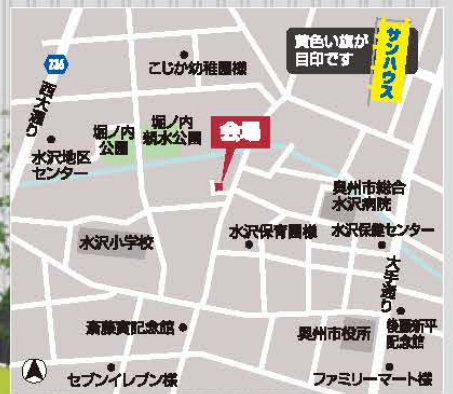 黄色い旗が
目印です
サンハウス
236
西大通り
こじか幼稚園様
堀ノ内
公園
堀ノ内
親水公園
会場
水沢地区
センター
奥州市総合
水沢病院
水沢小学校
水沢保育園様
水沢保健センター
大手通り
斎藤實記念館
奥州市役所
後藤新平
記念館
セブンイレブン様
ファミリーマート様